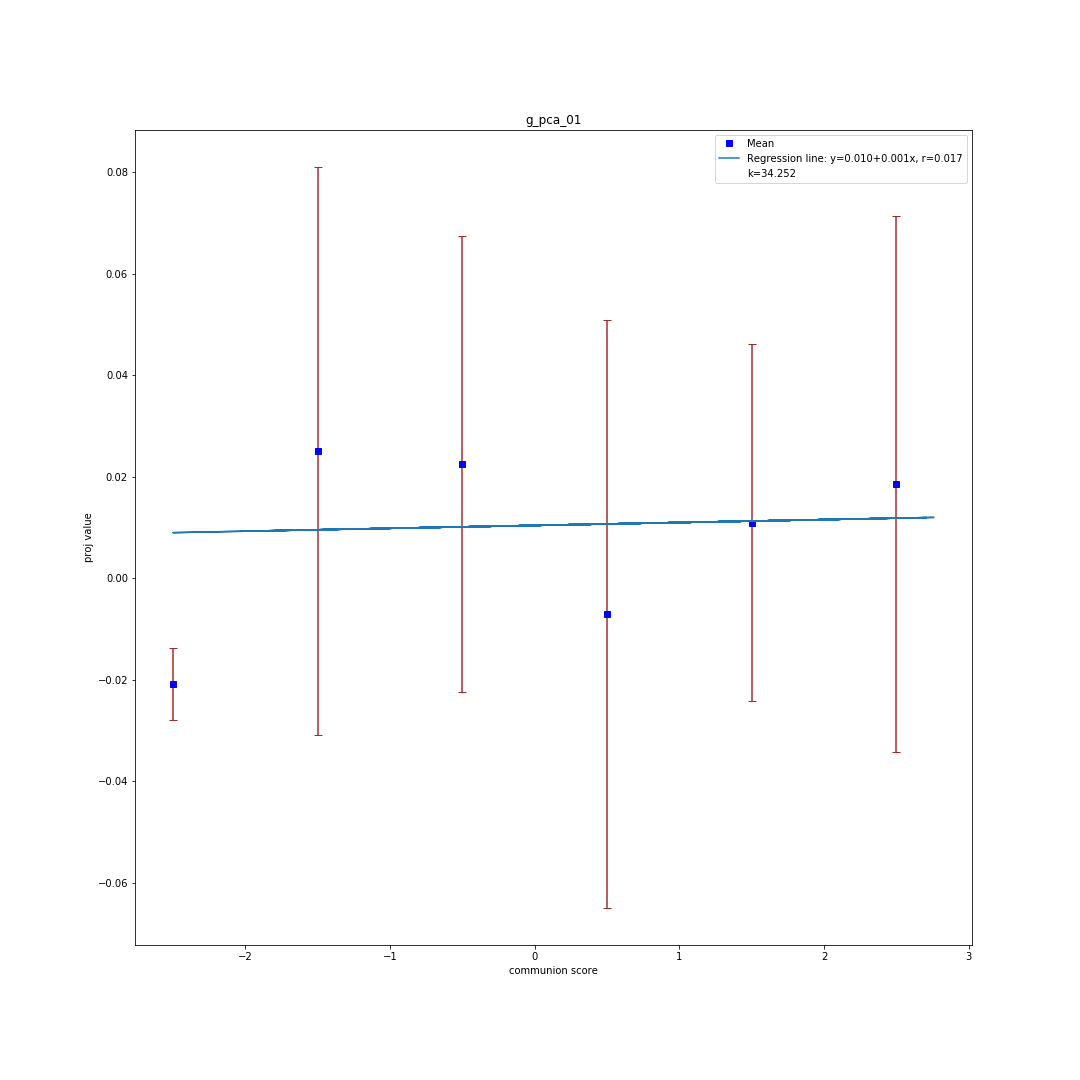 g_pca_01
Mean
Regression line: y=0.010+0.001x, r=0.017
k=34.252
0.08
0.06
0.04
0.02
0.00
−0.02
−0.04
−0.06
proj value
−2
−1
0
1
2
3
communion score